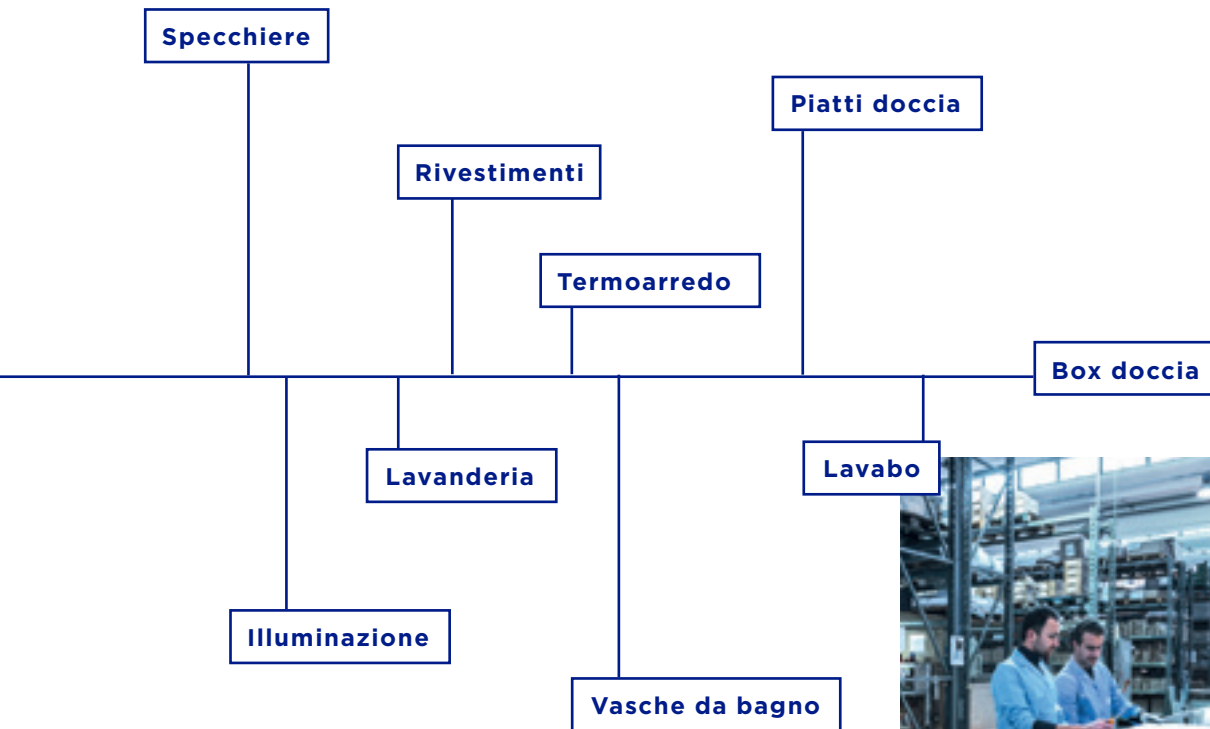 Specchiere
Piatti doccia
Rivestimenti
Termoarredo
Box doccia
Lavabo
Lavanderia
Illuminazione
Vasche da bagno